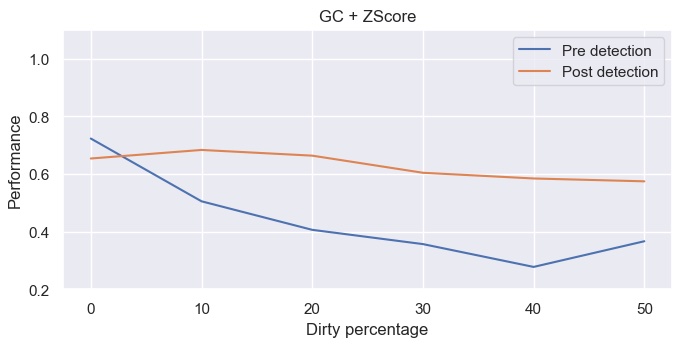 GC + ZScore
Pre detection
Post detection
Performance
1.0
0.8
0.6
0.4
0.2
0 10 20 30 40 50
Dirty percentage